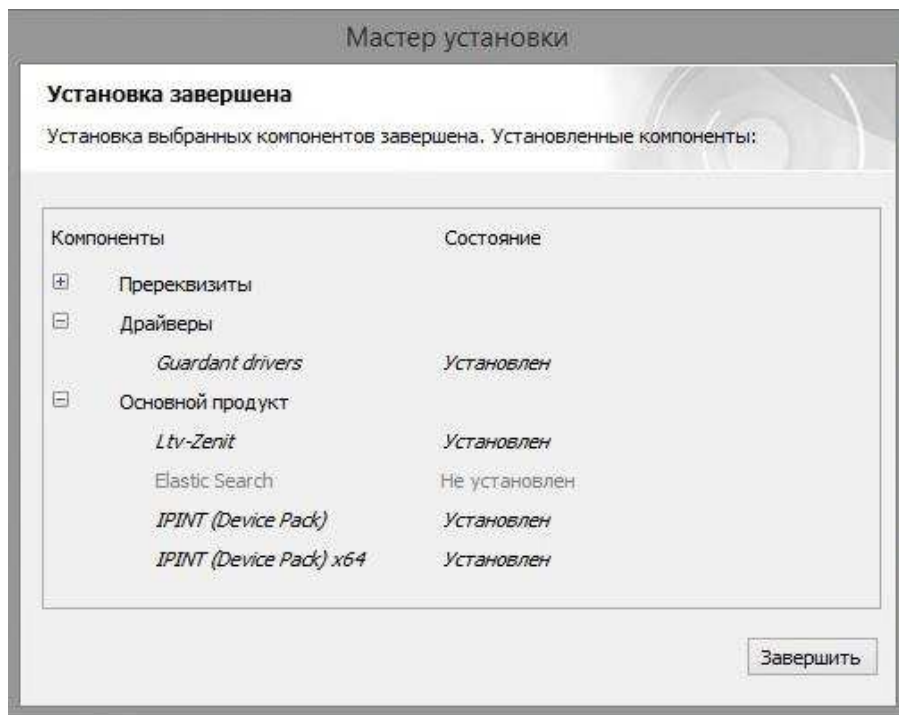 Мастер установки
Установка завершена
Установка выбранных компонентов завершена. Установленные компоненты:
Компоненты Состояние
Пререквизиты
Драйверы
Guardant drivers Установлен
Основной продукт
Ltv-Zenit Установлен
Elastic Search Не установлен
IPINT (Device Pack) Установлен
IPINT (Device Pack) x64 Установлен
Завершить